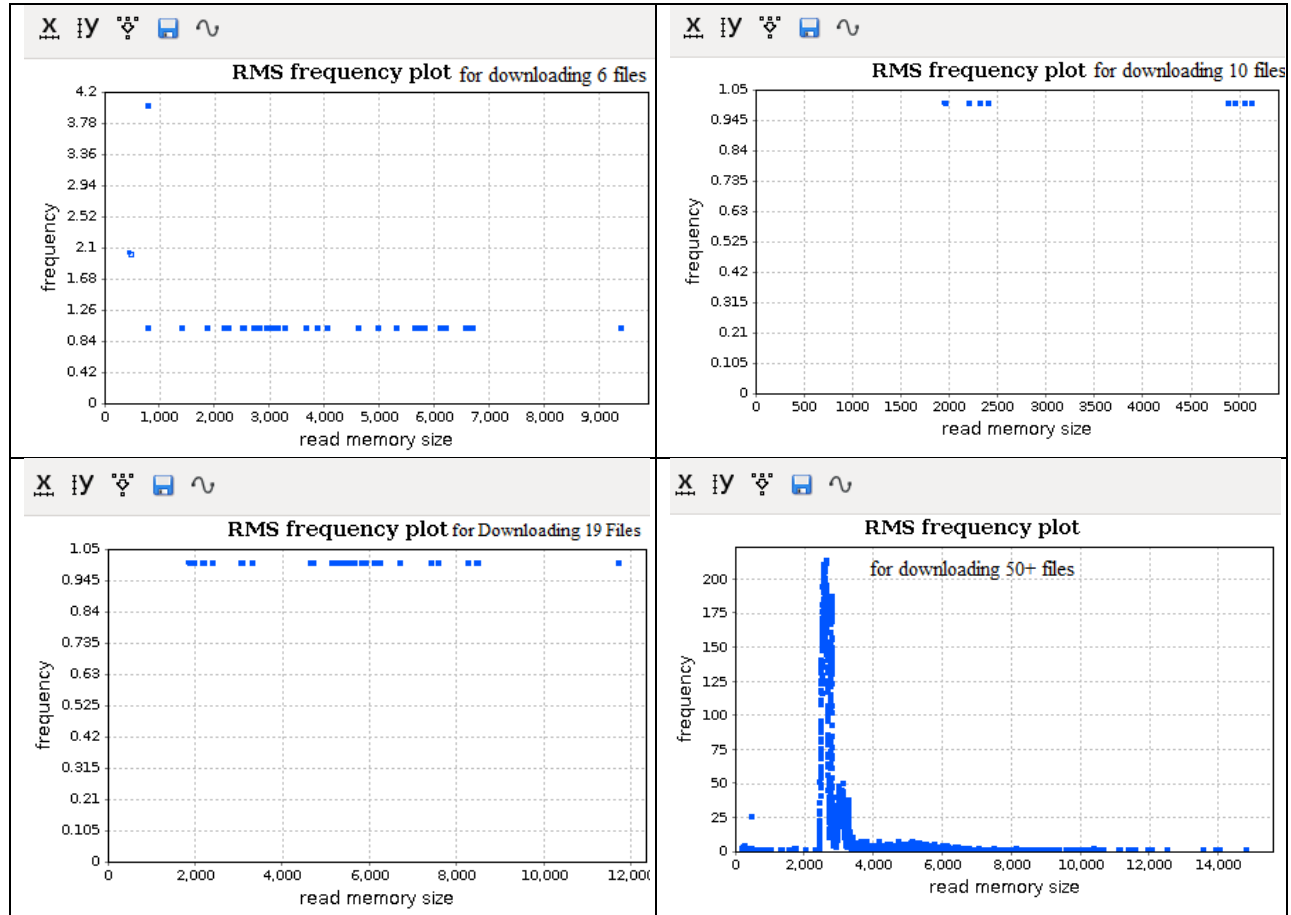 x y
RMS frequency plot for downloading 6 files
4.2
3.78
3.36
2.94
2.52
2.1
1.68
1.26
0.84
0.42
0
frequency
0 1,000 2,000 3,000 4,000 5,000 6,000 7,000 8,000 9,000
read memory size
x y
RMS frequency plot for downloading 10 files
1.05
0.945
0.84
0.735
0.63
0.525
0.42
0.315
0.21
0.105
0
frequency
0 500 1000 1500 2000 2500 3000 3500 4000 4500 5000
read memory size
x y
RMS frequency plot for Downloading 19 Files
1.05
0.945
0.84
0.735
0.63
0.525
0.42
0.315
0.21
0.105
0
frequency
0 2,000 4,000 6,000 8,000 10,000 12,000
read memory size
x y
RMS frequency plot
for downloading 50+ files
200
175
150
125
100
75
50
25
0
frequency
0 2,000 4,000 6,000 8,000 10,000 12,000 14,000
read memory size